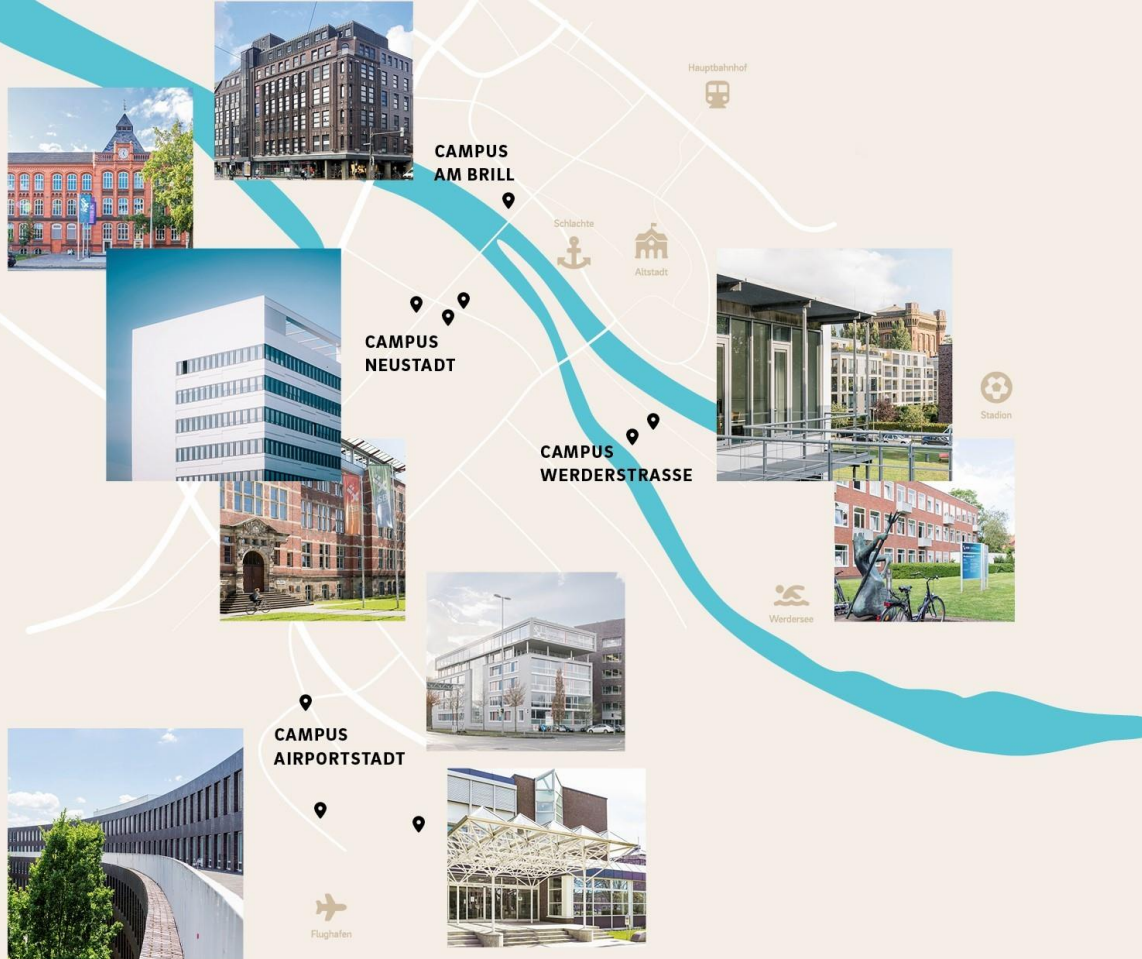 Hauptbahnhof
CAMPUS
AM BRILL
Schlachte
Altstadt
CAMPUS
NEUSTADT
Stadion
CAMPUS
WERDERSTRASSE
Werdersee
CAMPUS
AIRPORTSTADT
Flughafen